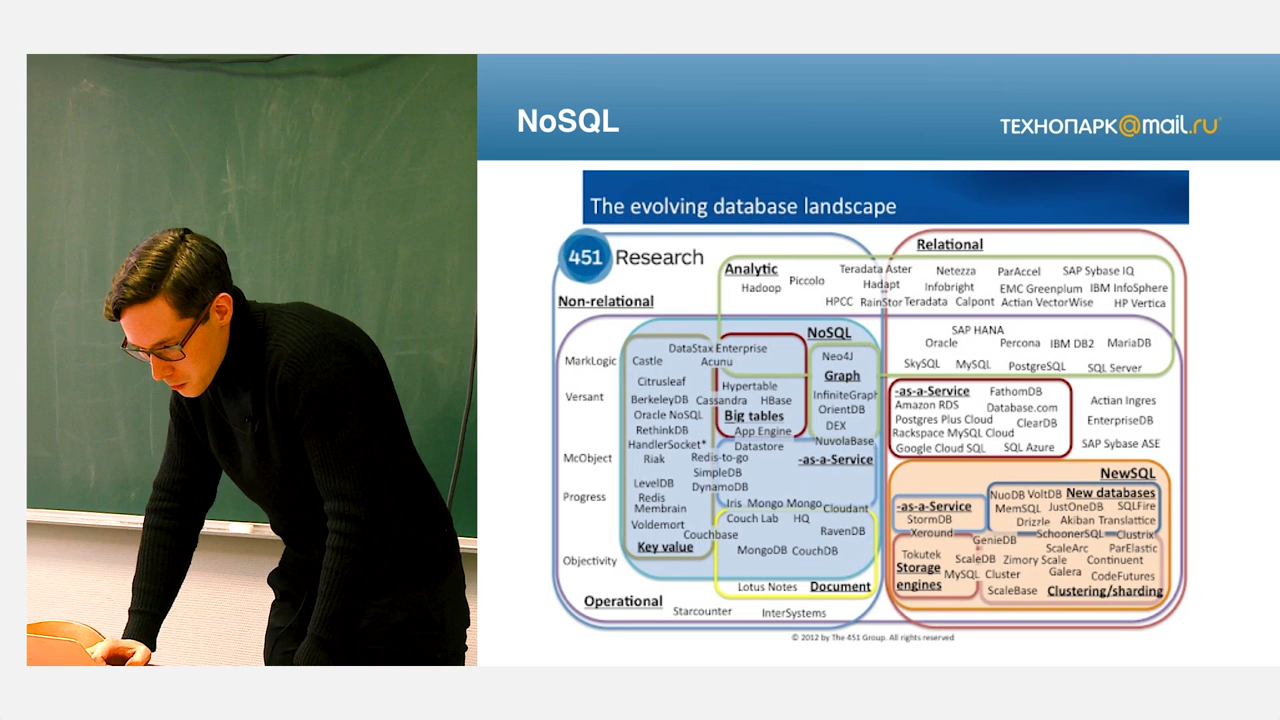 NoSQL
ТЕХНОПАРК@mail.ru
The evolving database landscape
451 Research
Relational
Non-relational
Analytic
Hadoop
Piccolo
Teradata Aster
Hadapt
HPCC
RainStor
Netezza
ParAccel
SAP Sybase IQ
Infobright
EMC Greenplum
IBM InfoSphere
Teradata
Calpont
Actian VectorWise
HP Vertica
Operational
MarkLogic
Versant
McObject
Progress
Objectivity
Starcounter
InterSystems
NoSQL
DataStax Enterprise
Castle
Acunu
Citrusleaf
Hypertable
BerkeleyDB
Cassandra
HBase
Oracle NoSQL
Big tables
RethinkDB
App Engine
HandlerSocket*
Datastore
Riak
Redis-to-go
SimpleDB
LevelDB
DynamoDB
Redis
Membrain
Voldemort
Couchbase
Key value
Neo4J
Graph
InfiniteGraph
OrientDB
DEX
NuvolaBase
-as-a-Service
Iris
Mongo
Mongo
Cloudant
Couch
Lab
HQ
RavenDB
MongoDB
CouchDB
Lotus Notes
Document
SAP HANA
Oracle
Percona
IBM DB2
MariaDB
SkySQL
MySQL
PostgreSQL
SQL Server
-as-a-Service
FathomDB
Amazon RDS
Database.com
Postgres Plus Cloud
ClearDB
Rackspace MySQL Cloud
Google Cloud SQL
SQL Azure
Actian Ingres
EnterpriseDB
SAP Sybase ASE
NewSQL
-as-a-Service
StormDB
Xeround
NuoDB
VoltDB
New databases
MemSQL
JustOneDB
SQLFire
Drizzle
Akiban
Translattice
SchoonerSQL
Clustrix
GenieDB
ScaleArc
ParElastic
Tokutek
ScaleDB
Zimory Scale
Continuent
Storage
engines
MySQL Cluster
Galera
CodeFutures
ScaleBase
Clustering/sharding
© 2012 by The 451 Group. All rights reserved